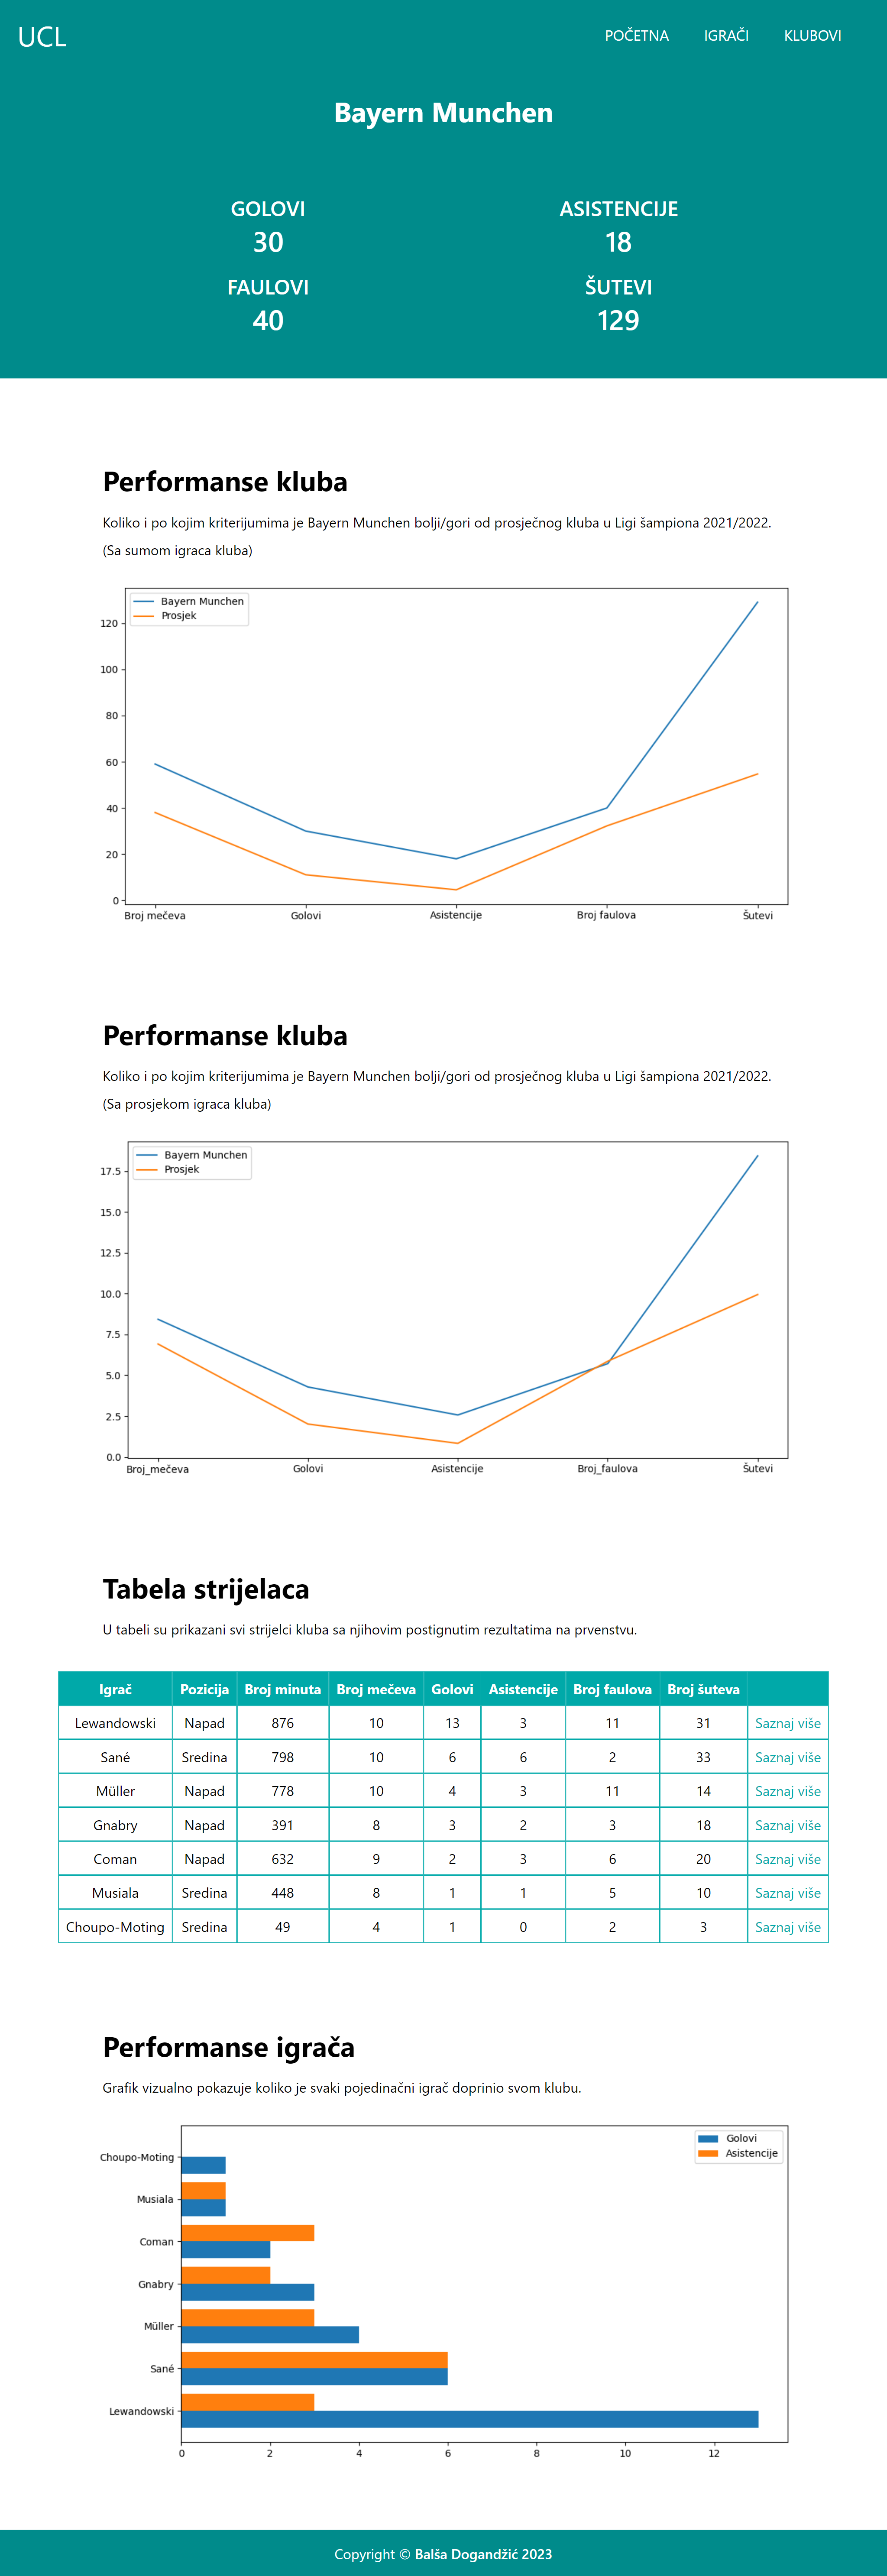 UCL POČETNA IGRAČI KLUBOVI
Bayern Munchen
GOLOVI ASISTENCIJE
30 18
FAULOVI ŠUTEVI
40 129
Performanse kluba
Koliko i po kojim kriterijumima je Bayern Munchen bolji/gori od prosječnog kluba u Ligi šampiona 2021/2022.
(Sa sumom igraca kluba)
Bayern Munchen
Prosjek
120
100
80
60
40
20
0
Broj mečeva Golovi Asistencije Broj faulova Šutevi
Performanse kluba
Koliko i po kojim kriterijumima je Bayern Munchen bolji/gori od prosječnog kluba u Ligi šampiona 2021/2022.
(Sa prosjekom igraca kluba)
Bayern Munchen
Prosjek
17.5
15.0
12.5
10.0
7.5
5.0
2.5
0.0
Broj_mečeva Golovi Asistencije Broj_faulova Šutevi
Tabela strijelaca
U tabeli su prikazani svi strijelci kluba sa njihovim postignutim rezultatima na prvenstvu.
Igrač Pozicija Broj minuta Broj mečeva Golovi Asistencije Broj faulova Broj šuteva
Lewandowski Napad 876 10 13 3 11 31 Saznaj više
Sané Sredina 798 10 6 6 2 33 Saznaj više
Müller Napad 778 10 4 3 11 14 Saznaj više
Gnabry Napad 391 8 3 2 3 18 Saznaj više
Coman Napad 632 9 2 3 6 20 Saznaj više
Musiala Sredina 448 8 1 1 5 10 Saznaj više
Choupo-Moting Sredina 49 4 1 0 2 3 Saznaj više
Performanse igrača
Grafik vizualno pokazuje koliko je svaki pojedinačni igrač doprinio svom klubu.
Golovi
Asistencije
Choupo-Moting
Musiala
Coman
Gnabry
Müller
Sané
Lewandowski
0 2 4 6 8 10 12
Copyright © Balša Dogandžić 2023